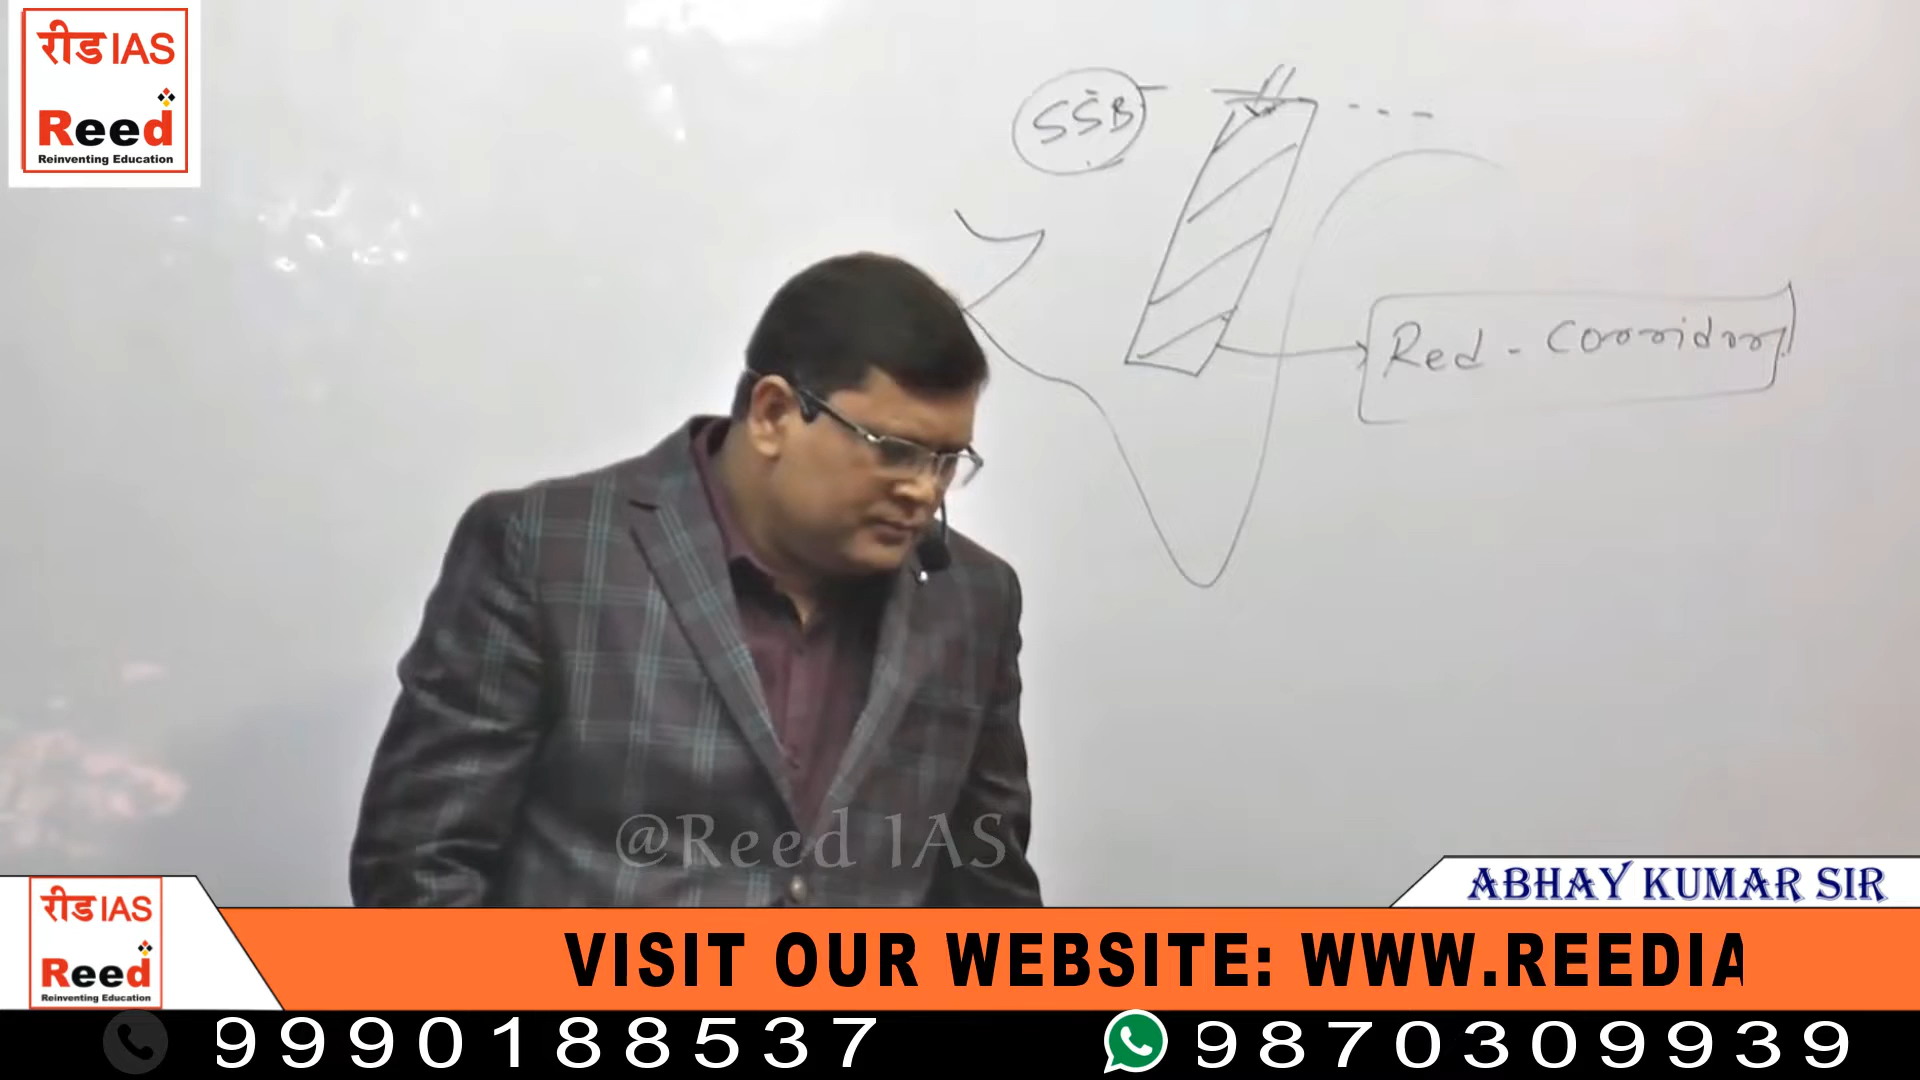 रीड IAS
Reed
Reinventing Education
SSB
Red - Corridor
@Reed IAS
ABHAY KUMAR SIR
रीड IAS
Reed
Reinventing Education
VISIT OUR WEBSITE: WWW.REEDIA
9990188537
9870309939